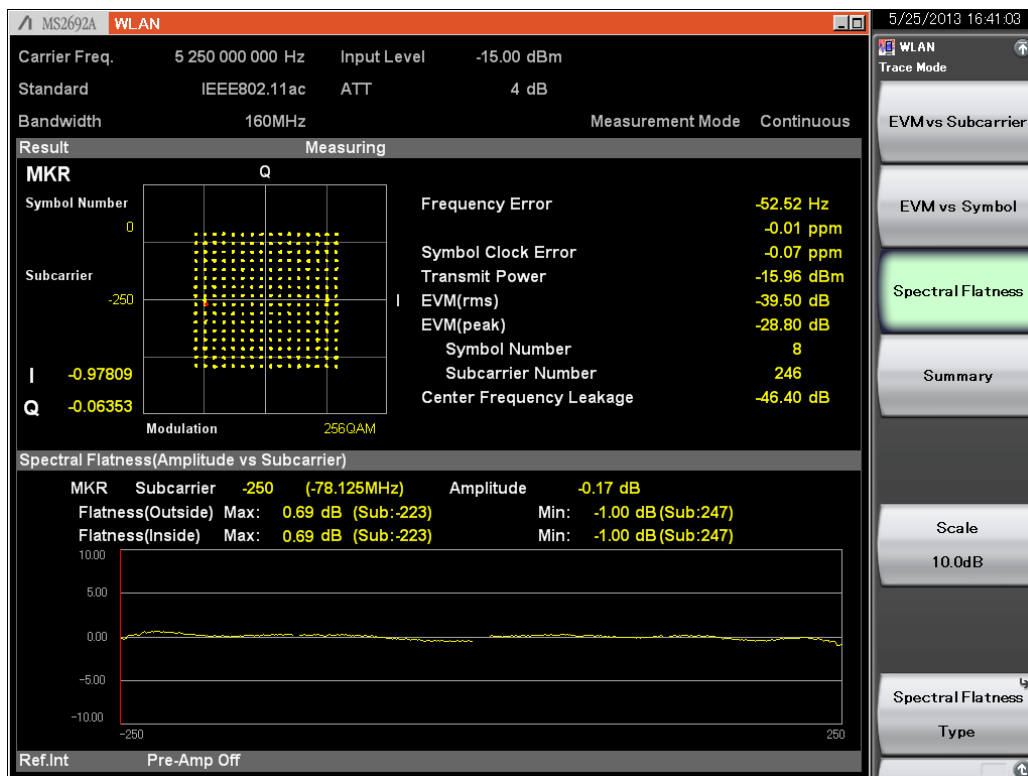 MS2692A WLAN
5/25/2013 16:41:03
Carrier Freq. 5 250 000 000 Hz Input Level -15.00 dBm
Standard IEEE802.11ac ATT 4 dB
Bandwidth 160MHz Measurement Mode Continuous
Result Measuring
MKR
Q
Symbol Number
0
Subcarrier
-250
I
I -0.97809
Q -0.06353
Modulation 256QAM
Frequency Error -52.52 Hz
-0.01 ppm
Symbol Clock Error -0.07 ppm
Transmit Power -15.96 dBm
EVM(rms) -39.50 dB
EVM(peak) -28.80 dB
Symbol Number 8
Subcarrier Number 246
Center Frequency Leakage -46.40 dB
Spectral Flatness(Amplitude vs Subcarrier)
MKR Subcarrier -250 (-78.125MHz) Amplitude -0.17 dB
Flatness(Outside) Max: 0.69 dB (Sub:-223) Min: -1.00 dB (Sub:247)
Flatness(Inside) Max: 0.69 dB (Sub:-223) Min: -1.00 dB (Sub:247)
10.00
5.00
0.00
-5.00
-10.00
-250 250
Ref.Int Pre-Amp Off
WLAN
Trace Mode
EVM vs Subcarrier
EVM vs Symbol
Spectral Flatness
Summary
Scale
10.0dB
Spectral Flatness
Type